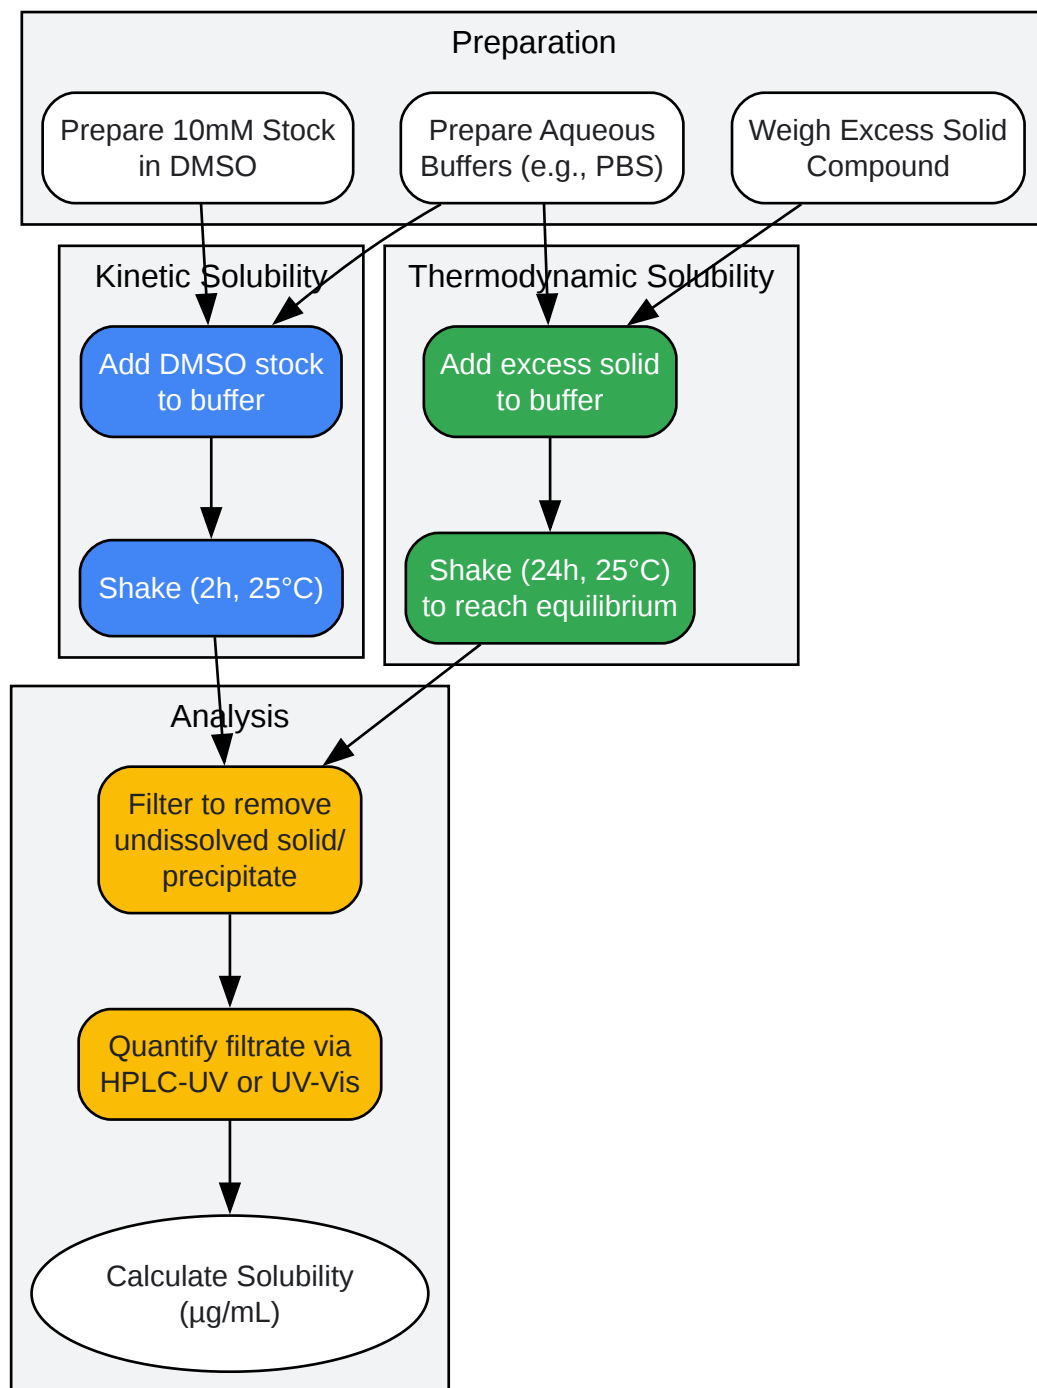 Preparation
Prepare 10mM Stock
in DMSO
Prepare Aqueous
Buffers (e.g., PBS)
Weigh Excess Solid
Compound
Kinetic Solubility
Thermodynamic Solubility
Add DMSO stock
to buffer
Add excess solid
to buffer
Shake (2h, 25°C)
Shake (24h, 25°C)
to reach equilibrium
Analysis
Filter to remove
undissolved solid/
precipitate
Quantify filtrate via
HPLC-UV or UV-Vis
Calculate Solubility
(µg/mL)